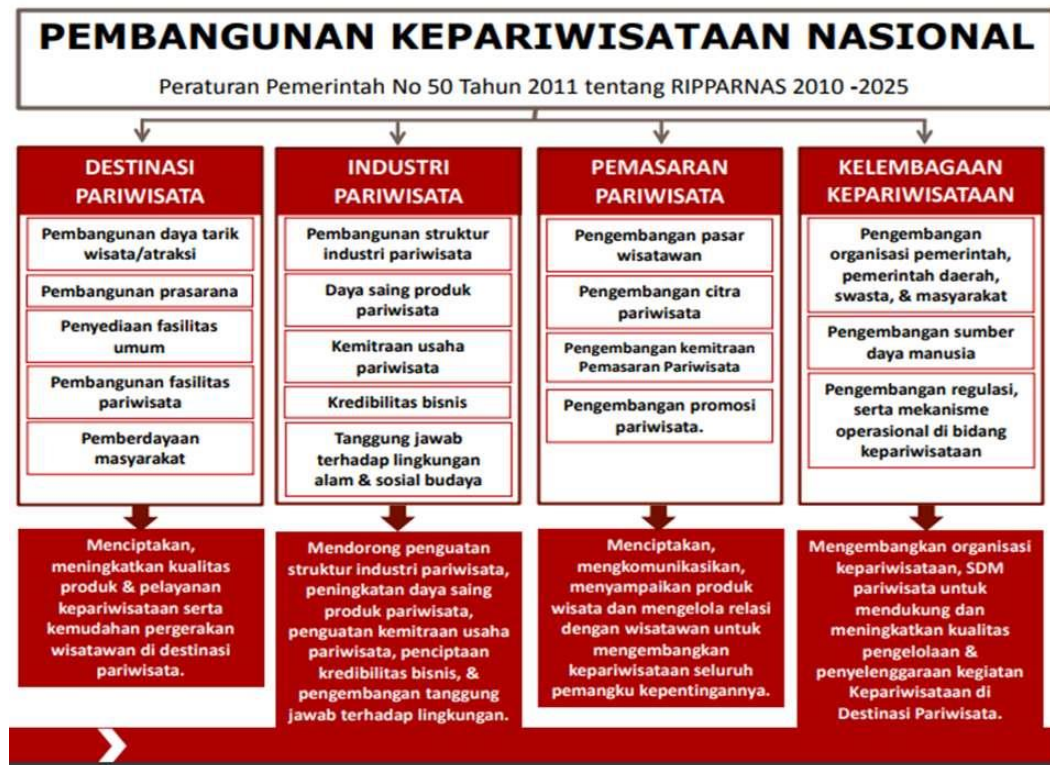 PEMBANGUNAN KEPARIWISATAAN NASIONAL
Peraturan Pemerintah No 50 Tahun 2011 tentang RIPPARNAS 2010 -2025
DESTINASI
PARIWISATA
Pembangunan daya tarik
wisata/atraksi
Pembangunan prasarana
Penyediaan fasilitas
umum
Pembangunan fasilitas
pariwisata
Pemberdayaan
masyarakat
Menciptakan,
meningkatkan kualitas
produk & pelayanan
kepariwisataan serta
kemudahan pergerakan
wisatawan di destinasi
pariwisata.
INDUSTRI
PARIWISATA
Pembangunan struktur
industri pariwisata
Daya saing produk
pariwisata
Kemitraan usaha
pariwisata
Kredibilitas bisnis
Tanggung jawab
terhadap lingkungan
alam & sosial budaya
Mendorong penguatan
struktur industri pariwisata,
peningkatan daya saing
produk pariwisata,
penguatan kemitraan usaha
pariwisata, penciptaan
kredibilitas bisnis, &
pengembangan tanggung
jawab terhadap lingkungan.
PEMASARAN
PARIWISATA
Pengembangan pasar
wisatawan
Pengembangan citra
pariwisata
Pengembangan kemitraan
Pemasaran Pariwisata
Pengembangan promosi
pariwisata.
Menciptakan,
mengkomunikasikan,
menyampaikan produk
wisata dan mengelola relasi
dengan wisatawan untuk
mengembangkan
kepariwisataan seluruh
pemangku kepentingannya.
KELEMBAGAAN
KEPARIWISATAAN
Pengembangan
organisasi pemerintah,
pemerintah daerah,
swasta, & masyarakat
Pengembangan sumber
daya manusia
Pengembangan regulasi,
serta mekanisme
operasional di bidang
kepariwisataan
Mengembangkan organisasi
kepariwisataan, SDM
pariwisata untuk
mendukung dan
meningkatkan kualitas
pengelolaan &
penyelenggaraan kegiatan
Kepariwisataan di
Destinasi Pariwisata.